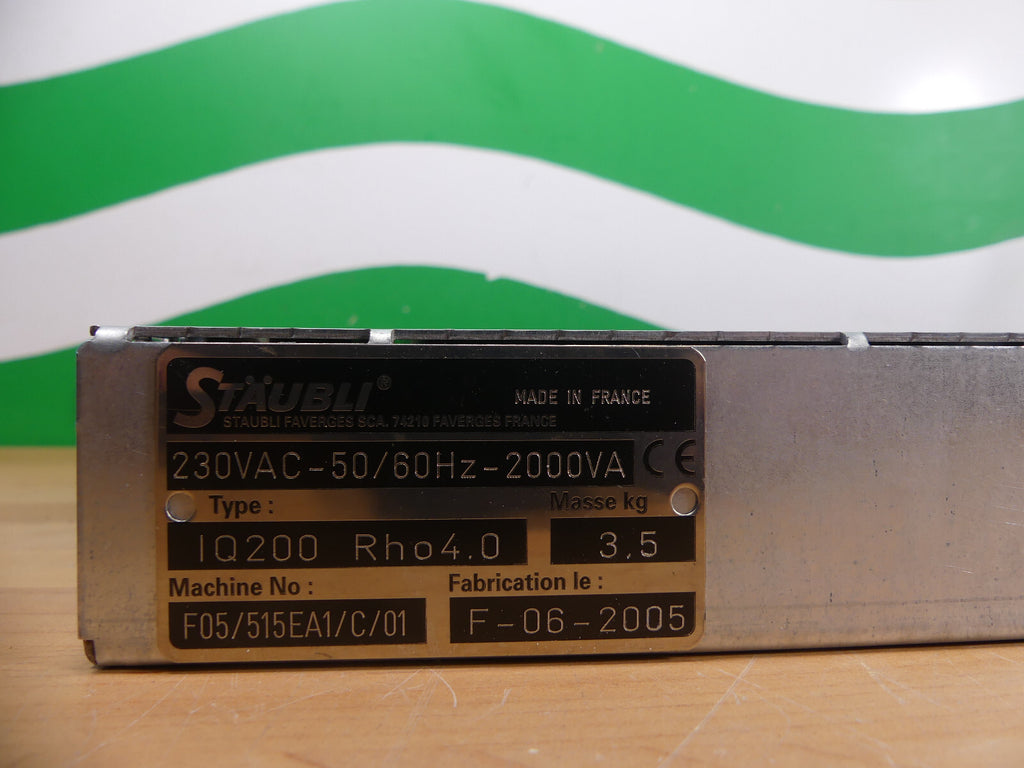 STÄUBLI®
MADE IN FRANCE
STAUBLI FAVERGES SCA. 74210 FAVERGES FRANCE
230VAC-50/60Hz-2000VA CE
Type : Masse kg
IQ200 Rho4.0 3,5
Machine No : Fabrication le :
F05/515EA1/C/01 F-06-2005